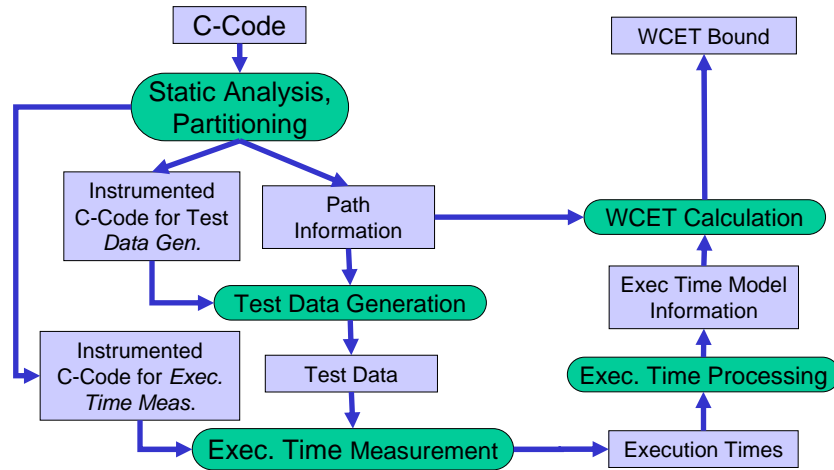 C-Code
WCET Bound
Static Analysis,
Partitioning
Instrumented
C-Code for Test
Data Gen.
Path
Information
WCET Calculation
Test Data Generation
Exec Time Model
Information
Instrumented
C-Code for Exec.
Time Meas.
Test Data
Exec. Time Processing
Exec. Time Measurement
Execution Times